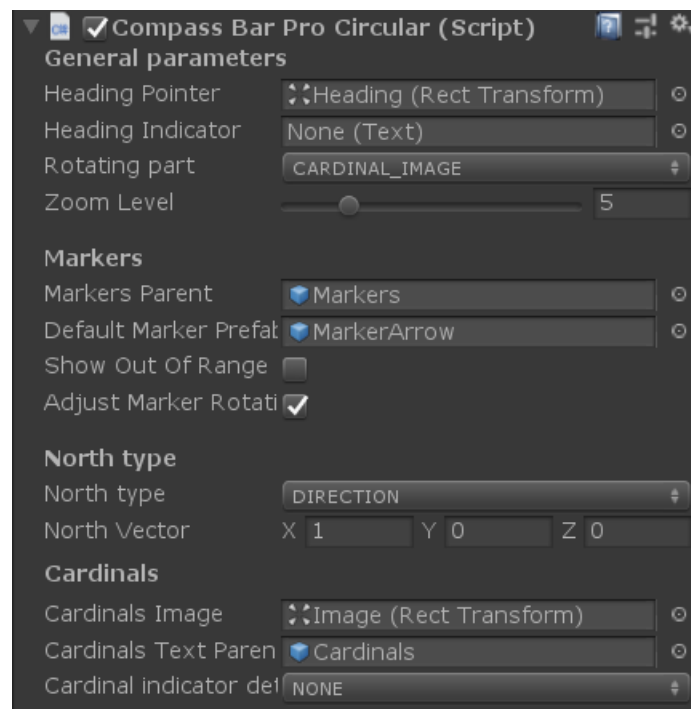 C# Compass Bar Pro Circular (Script)
General parameters
Heading Pointer Heading (Rect Transform)
Heading Indicator None (Text)
Rotating part CARDINAL_IMAGE
Zoom Level 5
Markers
Markers Parent Markers
Default Marker Prefab MarkerArrow
Show Out Of Range
Adjust Marker Rotati
North type
North type DIRECTION
North Vector X 1 Y 0 Z 0
Cardinals
Cardinals Image Image (Rect Transform)
Cardinals Text Paren Cardinals
Cardinal indicator det NONE